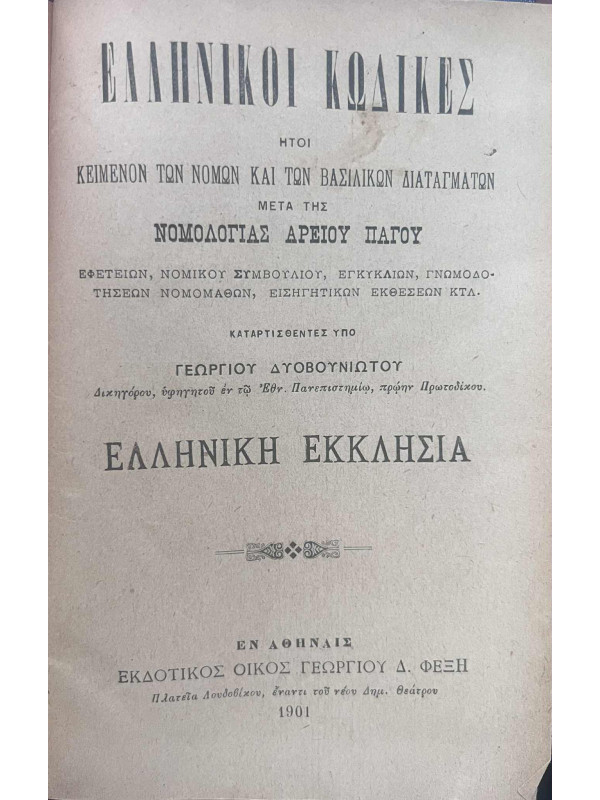 ΕΛΛΗΝΙΚΟΙ ΚΩΔΙΚΕΣ
ΗΤΟΙ
ΚΕΙΜΕΝΟΝ ΤΩΝ ΝΟΜΩΝ ΚΑΙ ΤΩΝ ΒΑΣΙΛΙΚΩΝ ΔΙΑΤΑΓΜΑΤΩΝ
ΜΕΤΑ ΤΗΣ
ΝΟΜΟΛΟΓΙΑΣ ΑΡΕΙΟΥ ΠΑΓΟΥ
ΕΦΕΤΕΙΩΝ, ΝΟΜΙΚΟΥ ΣΥΜΒΟΥΛΙΟΥ, ΕΓΚΥΚΛΙΩΝ, ΓΝΩΜΟΔΟ-
ΤΗΣΕΩΝ ΝΟΜΟΜΑΘΩΝ, ΕΙΣΗΓΗΤΙΚΩΝ ΕΚΘΕΣΕΩΝ ΚΤΛ.
ΚΑΤΑΡΤΙΣΘΕΝΤΕΣ ΥΠΟ
ΓΕΩΡΓΙΟΥ ΔΥΟΒΟΥΝΙΩΤΟΥ
Δικηγόρου, ὑφηγητοῦ ἐν τῷ Ἐθν. Πανεπιστημίῳ, πρῴην Πρωτοδίκου.
ΕΛΛΗΝΙΚΗ ΕΚΚΛΗΣΙΑ
ΕΝ ΑΘΗΝΑΙΣ
ΕΚΔΟΤΙΚΟΣ ΟΙΚΟΣ ΓΕΩΡΓΙΟΥ Δ. ΦΕΞΗ
Πλατεῖα Λουδοβίκου, ἔναντι τοῦ νέου Δημ. Θεάτρου
1901